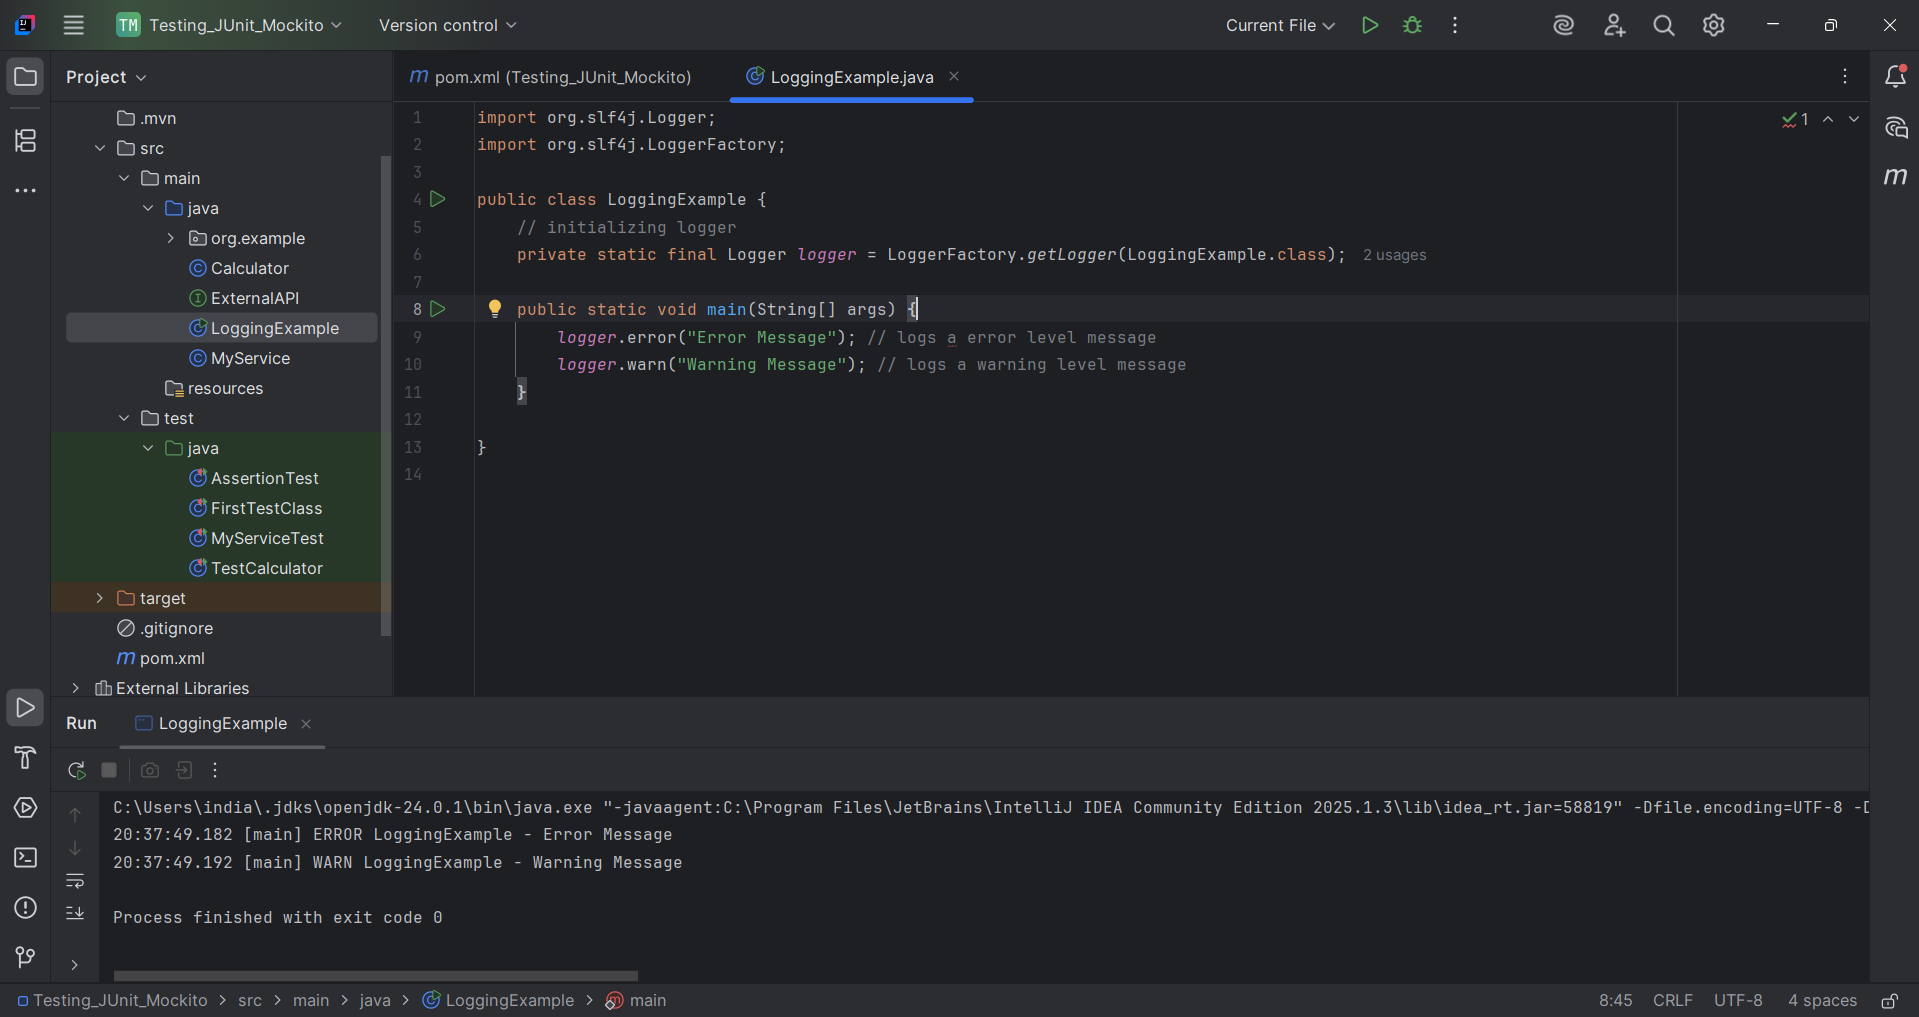 TM Testing_JUnit_Mockito Version control Current File
Project
pom.xml (Testing_JUnit_Mockito) LoggingExample.java
.mvn
src
main
java
org.example
Calculator
ExternalAPI
LoggingExample
MyService
resources
test
java
AssertionTest
FirstTestClass
MyServiceTest
TestCalculator
target
.gitignore
m pom.xml
External Libraries
1 import org.slf4j.Logger;
2 import org.slf4j.LoggerFactory;
3
4 public class LoggingExample {
5 // initializing logger
6 private static final Logger logger = LoggerFactory.getLogger(LoggingExample.class); 2 usages
7
8 public static void main(String[] args) {
9 logger.error("Error Message"); // logs a error level message
10 logger.warn("Warning Message"); // logs a warning level message
11 }
12
13 }
14
1
m
Run LoggingExample
C:\Users\india\.jdks\openjdk-24.0.1\bin\java.exe "-javaagent:C:\Program Files\JetBrains\IntelliJ IDEA Community Edition 2025.1.3\lib\idea_rt.jar=58819" -Dfile.encoding=UTF-8 -D
20:37:49.182 [main] ERROR LoggingExample - Error Message
20:37:49.192 [main] WARN LoggingExample - Warning Message
Process finished with exit code 0
Testing_JUnit_Mockito > src > main > java > LoggingExample > main 8:45 CRLF UTF-8 4 spaces